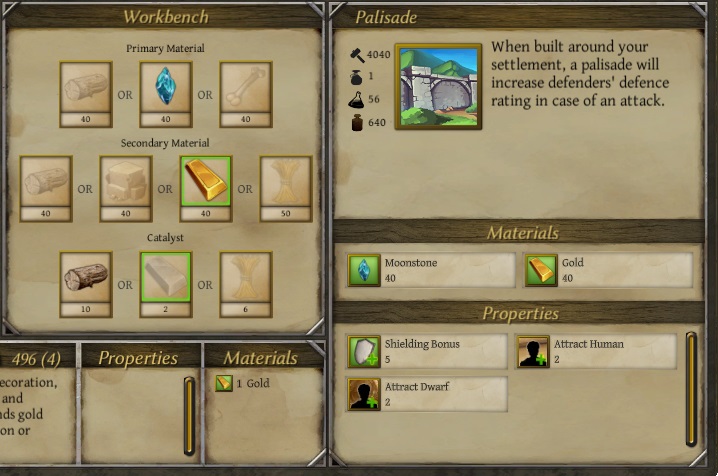 Workbench
Primary Material
OR OR
40 40 40
Secondary Material
OR OR OR
40 40 40 50
Catalyst
OR OR
10 2 6
496 (4)
ecoration,
and
nds gold
on or
Properties
Materials
1 Gold
Palisade
4040
1
56
640
When built around your
settlement, a palisade will
increase defenders' defence
rating in case of an attack.
Materials
Moonstone
40
Gold
40
Properties
Shielding Bonus
5
Attract Human
2
Attract Dwarf
2